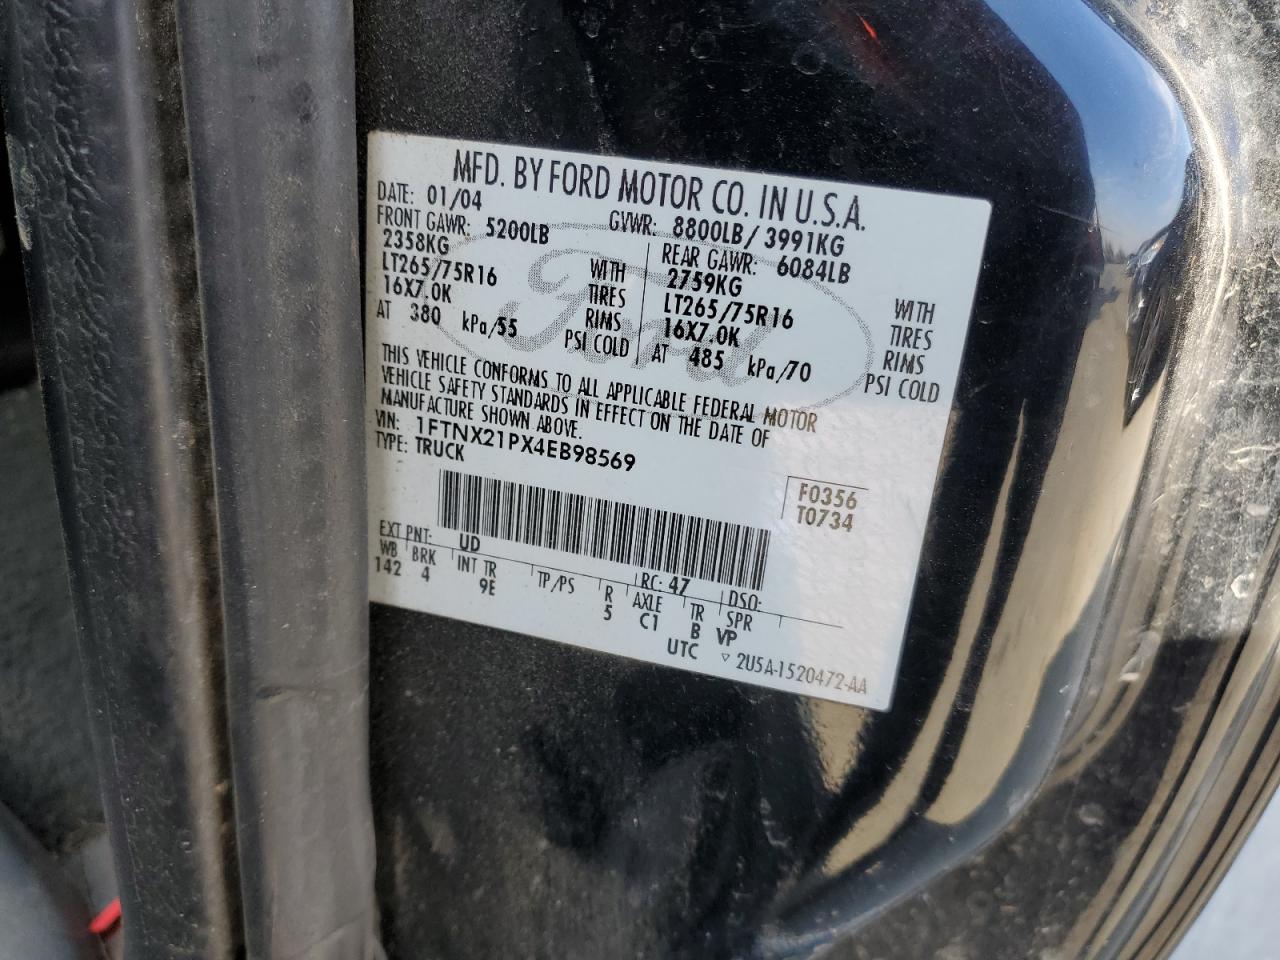 MFD. BY FORD MOTOR CO. IN U.S.A.
DATE: 01/04 GVWR: 8800LB/3991KG
FRONT GAWR: 5200LB REAR GAWR: 6084LB
2358KG WITH 2759KG WITH
LT265/75R16 TIRES LT265/75R16 TIRES
16X7.0K RIMS 16X7.0K RIMS
AT 380 kPa/55 PSI COLD AT 485 kPa/70 PSI COLD
Ford
THIS VEHICLE CONFORMS TO ALL APPLICABLE FEDERAL MOTOR
VEHICLE SAFETY STANDARDS IN EFFECT ON THE DATE OF
MANUFACTURE SHOWN ABOVE.
VIN: 1FTNX21PX4EB98569
TYPE: TRUCK
F0356
T0734
EXT PNT: UD RC: 47 DSO:
WB BRK INT TR TP/PS R AXLE TR SPR
142 4 9E 5 C1 B VP
UTC ▽ 2U5A-1520472-AA